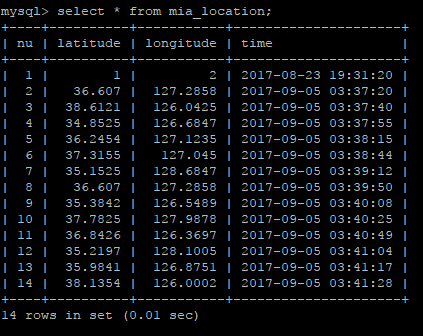 mysql> select * from mia_location;
+----+----------+-----------+---------------------+
| nu | latitude | longitude | time                |
+----+----------+-----------+---------------------+
|  1 |        1 |         2 | 2017-08-23 19:31:20 |
|  2 |   36.607 |  127.2858 | 2017-09-05 03:37:20 |
|  3 |  38.6121 |  126.0425 | 2017-09-05 03:37:40 |
|  4 |  34.8525 |  126.6847 | 2017-09-05 03:37:55 |
|  5 |  36.2454 |  127.1235 | 2017-09-05 03:38:15 |
|  6 |  37.3155 |   127.045 | 2017-09-05 03:38:44 |
|  7 |  35.1525 |  128.6847 | 2017-09-05 03:39:12 |
|  8 |   36.607 |  127.2858 | 2017-09-05 03:39:50 |
|  9 |  35.3842 |  126.5489 | 2017-09-05 03:40:08 |
| 10 |  37.7825 |  127.9878 | 2017-09-05 03:40:25 |
| 11 |  36.8426 |  126.3697 | 2017-09-05 03:40:49 |
| 12 |  35.2197 |  128.1005 | 2017-09-05 03:41:04 |
| 13 |  35.9841 |  126.8751 | 2017-09-05 03:41:17 |
| 14 |  38.1354 |  126.0002 | 2017-09-05 03:41:28 |
+----+----------+-----------+---------------------+
14 rows in set (0.01 sec)